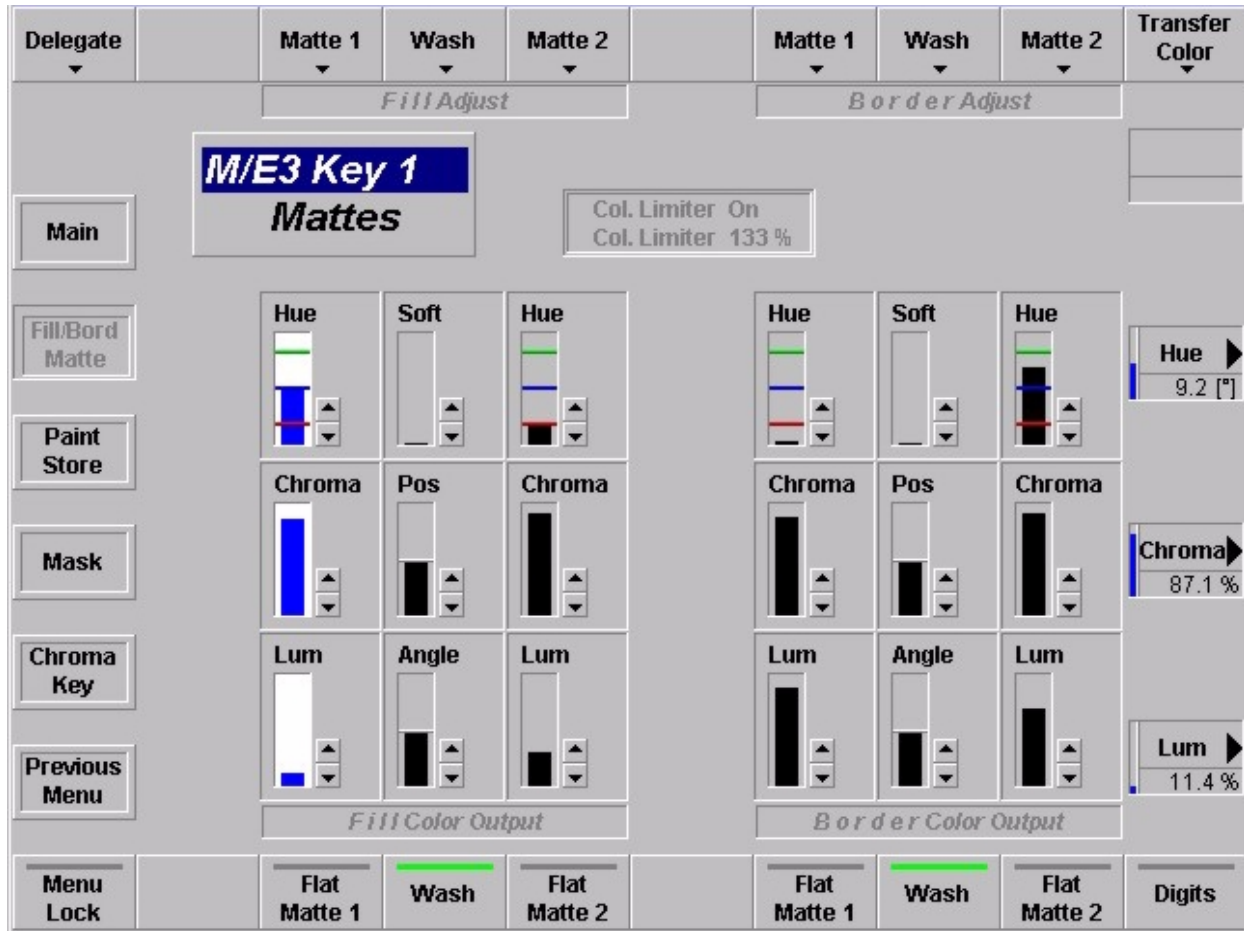 Delegate
Matte 1
Wash
Matte 2
Matte 1
Wash
Matte 2
Transfer
Color
Fill Adjust
Border Adjust
M/E3 Key 1
Mattes
Col. Limiter On
Col. Limiter 133 %
Main
Fill/Bord
Matte
Paint
Store
Mask
Chroma
Key
Previous
Menu
Hue
Soft
Hue
Hue
Soft
Hue
Chroma
Pos
Chroma
Chroma
Pos
Chroma
Lum
Angle
Lum
Lum
Angle
Lum
Hue
9.2 [°]
Chroma
87.1 %
Lum
11.4 %
Fill Color Output
Border Color Output
Menu
Lock
Flat
Matte 1
Wash
Flat
Matte 2
Flat
Matte 1
Wash
Flat
Matte 2
Digits